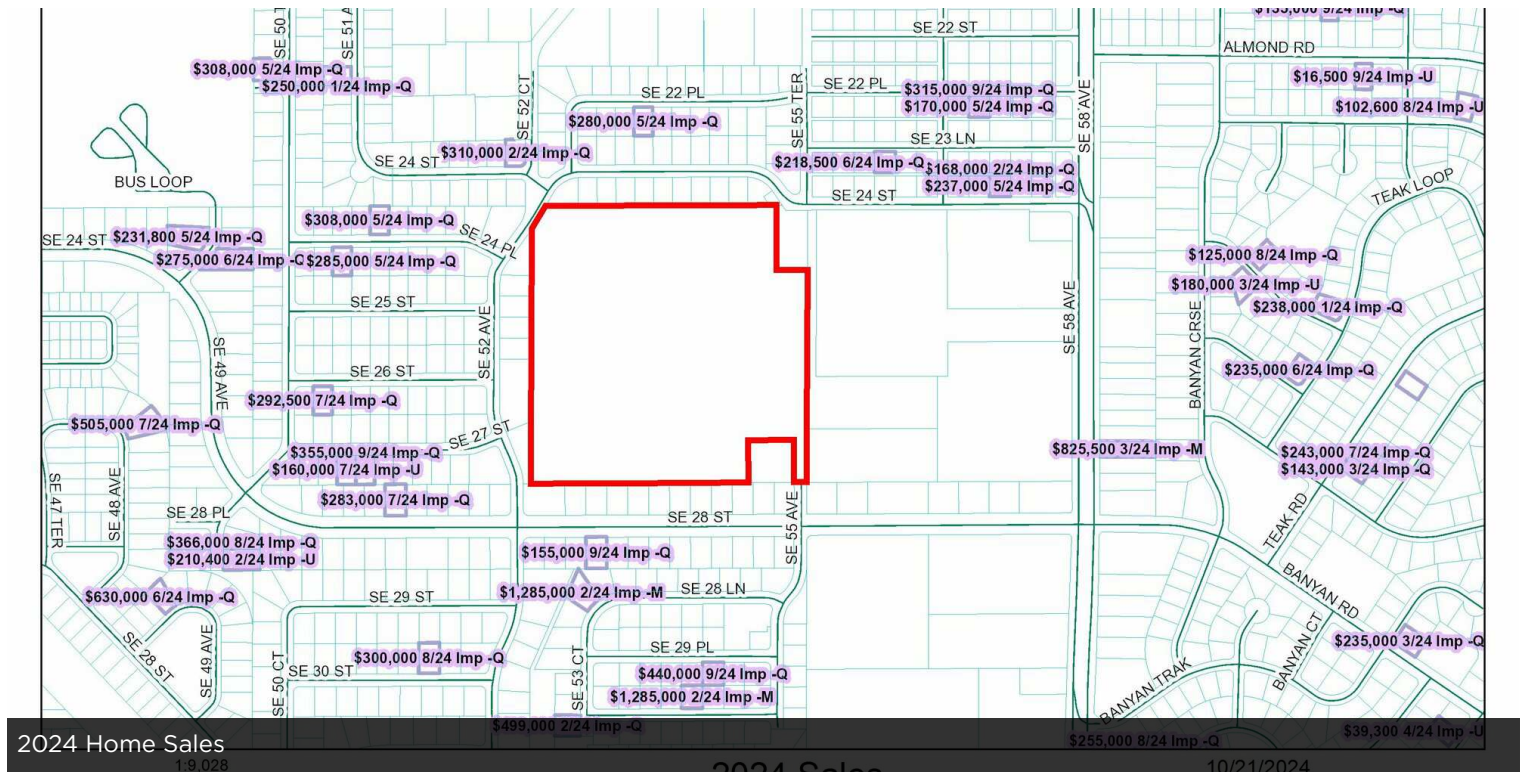 $135,000 9/24 Imp -Q
SE 22 ST
ALMOND RD
SE 51 A
$308,000 5/24 Imp -Q
$16,500 9/24 Imp -U
$250,000 1/24 Imp -Q
SE 52 CT
SE 22 PL
SE 55 TER
SE 22 PL
$315,000 9/24 Imp -Q
SE 58 AVE
$170,000 5/24 Imp -Q
$102,600 8/24 Imp -U
$280,000 5/24 Imp -Q
SE 23 LN
$310,000 2/24 Imp -Q
SE 24 ST
$218,500 6/24 Imp -Q
$168,000 2/24 Imp -Q
BUS LOOP
$237,000 5/24 Imp -Q
TEAK LOOP
SE 24 ST
$308,000 5/24 Imp -Q
SE 24 ST
$231,800 5/24 Imp -Q
SE 24 PL
$275,000 6/24 Imp -Q
$285,000 5/24 Imp -Q
$125,000 8/24 Imp -Q
$180,000 3/24 Imp -U
SE 25 ST
$238,000 1/24 Imp -Q
SE 52 AVE
SE 58 AVE
BANYAN CRSE
SE 49 AVE
SE 26 ST
$235,000 6/24 Imp -Q
$292,500 7/24 Imp -Q
$505,000 7/24 Imp -Q
SE 27 ST
$355,000 9/24 Imp -Q
$825,500 3/24 Imp -M
$243,000 7/24 Imp -Q
$160,000 7/24 Imp -U
$143,000 3/24 Imp -Q
SE 47 TER
SE 48 AVE
$283,000 7/24 Imp -Q
SE 28 PL
SE 28 ST
SE 55 AVE
TEAK RD
$366,000 8/24 Imp -Q
$155,000 9/24 Imp -Q
$210,400 2/24 Imp -U
BANYAN RD
$630,000 6/24 Imp -Q
SE 29 ST
$1,285,000 2/24 Imp -M
SE 28 LN
SE 28 ST
SE 49 AVE
SE 29 PL
BANYAN CT
$235,000 3/24 Imp -Q
$300,000 8/24 Imp -Q
SE 50 CT
SE 30 ST
SE 53 CT
$440,000 9/24 Imp -Q
BANYAN TRAK
$1,285,000 2/24 Imp -M
$499,000 2/24 Imp -Q
$255,000 8/24 Imp -Q
$39,300 4/24 Imp -U
2024 Home Sales
1:9,028
2024 Sales
10/21/2024